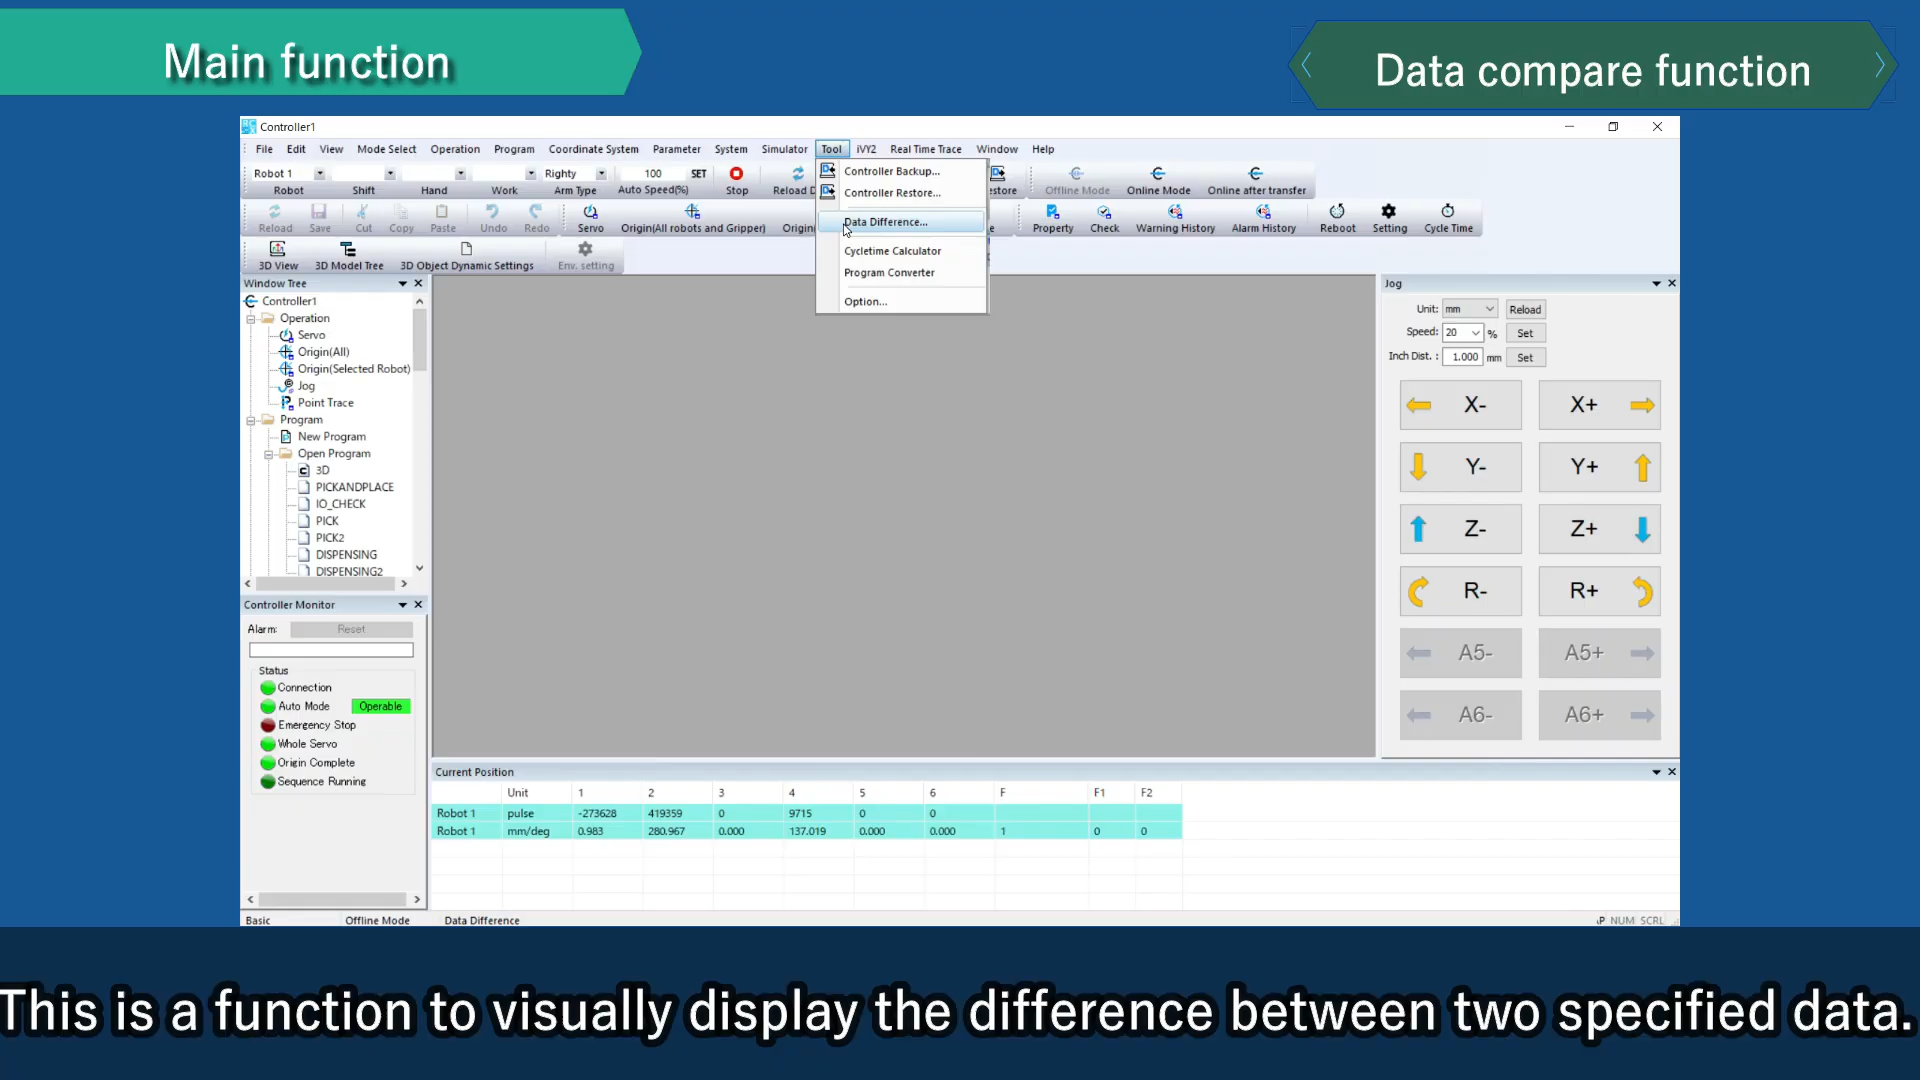 Main function
Data compare function
Controller1
File Edit View Mode Select Operation Program Coordinate System Parameter System Simulator Tool iVY2 Real Time Trace Window Help
Robot 1 Righty 100 SET
Robot Shift Hand Work Arm Type Auto Speed(%) Stop Reload D
Offline Mode Online Mode Online after transfer
Controller Backup...
Controller Restore...
Data Difference...
Cycletime Calculator
Program Converter
Option...
Reload Save Cut Copy Paste Undo Redo Servo Origin(All robots and Gripper) Origin Property Check Warning History Alarm History Reboot Setting Cycle Time
3D View 3D Model Tree 3D Object Dynamic Settings Env. setting
Window Tree
Controller1
Operation
Servo
Origin(All)
Origin(Selected Robot)
Jog
Point Trace
Program
New Program
Open Program
3D
PICKANDPLACE
IO_CHECK
PICK
PICK2
DISPENSING
DISPENSING2
Controller Monitor
Alarm: Reset
Status
Connection
Auto Mode Operable
Emergency Stop
Whole Servo
Origin Complete
Sequence Running
Jog
Unit: mm Reload
Speed: 20 % Set
Inch Dist. : 1.000 mm Set
X- X+
Y- Y+
Z- Z+
R- R+
A5- A5+
A6- A6+
Current Position
Unit 1 2 3 4 5 6 F F1 F2
Robot 1 pulse -273628 419359 0 9715 0 0
Robot 1 mm/deg 0.983 280.967 0.000 137.019 0.000 0.000 1 0 0
Basic Offline Mode Data Difference NUM SCRL
This is a function to visually display the difference between two specified data.